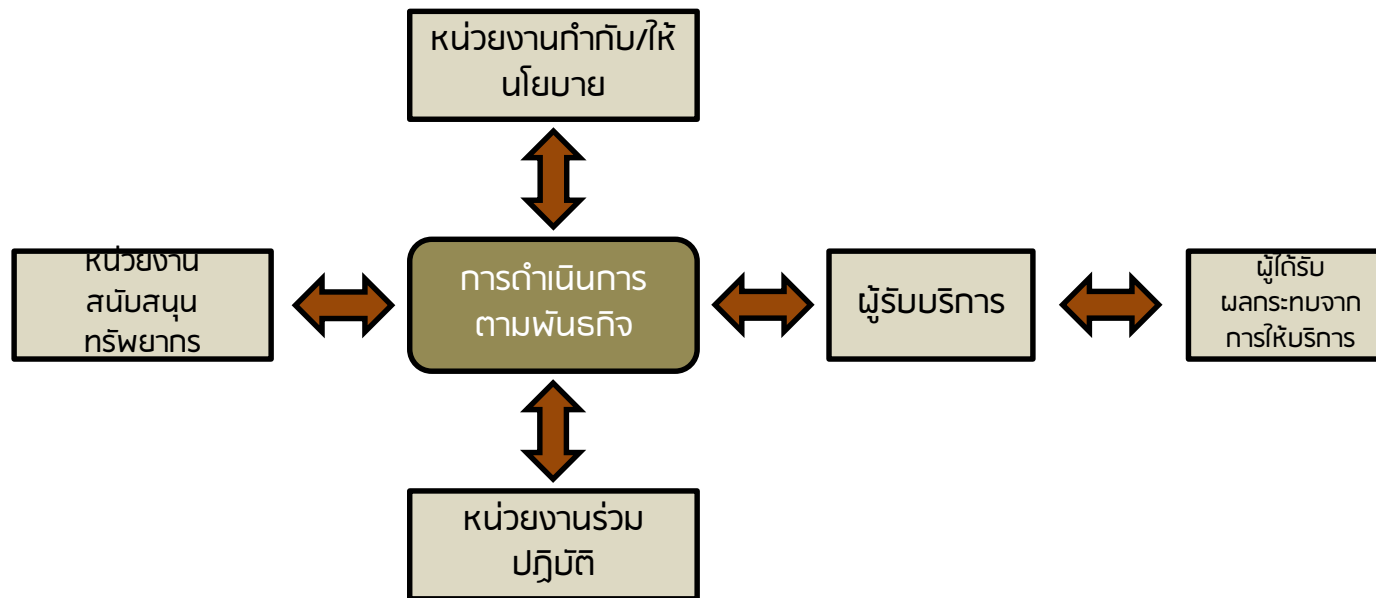 หน่วยงานกำกับ/ให้
นโยบาย
หน่วยงาน
สนับสนุน
ทรัพยากร
การดำเนินการ
ตามพันธกิจ
ผู้รับบริการ
ผู้ได้รับ
ผลกระทบจาก
การให้บริการ
หน่วยงานร่วม
ปฏิบัติ